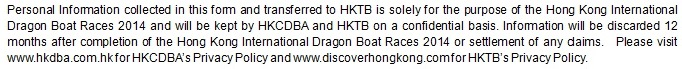 Personal Information collected in this form and transferred to HKTB is solely for the purpose of the Hong Kong International
Dragon Boat Races 2014 and will be kept by HKCDBA and HKTB on a confidential basis. Information will be discarded 12
months after completion of the Hong Kong International Dragon Boat Races 2014 or settlement of any claims.   Please visit
www.hkdba.com.hk for HKCDBA's Privacy Policy and www.discoverhongkong.com for HKTB's Privacy Policy.